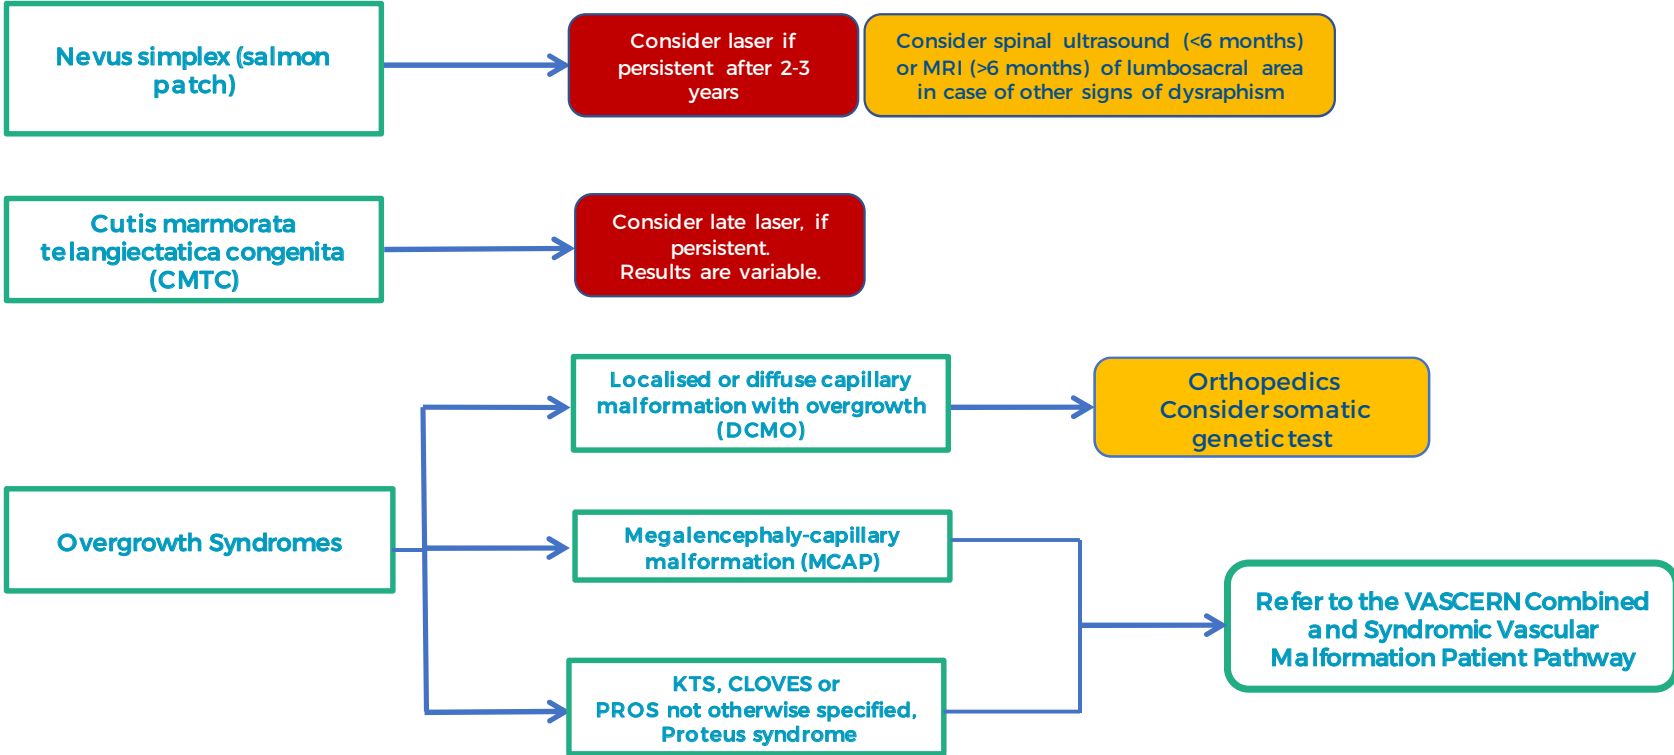 Nevus simplex (salmon
patch)
Consider laser if
persistent after 2-3
years
Consider spinal ultrasound (<6 months)
or MRI (>6 months) of lumbosacral area
in case of other signs of dysraphism
Cutis marmorata
telangiectatica congenita
(CMTC)
Consider late laser, if
persistent.
Results are variable.
Overgrowth Syndromes
Localised or diffuse capillary
malformation with overgrowth
(DCMO)
Orthopedics
Consider somatic
genetic test
Megalencephaly-capillary
malformation (MCAP)
KTS, CLOVES or
PROS not otherwise specified,
Proteus syndrome
Refer to the VASCERN Combined
and Syndromic Vascular
Malformation Patient Pathway